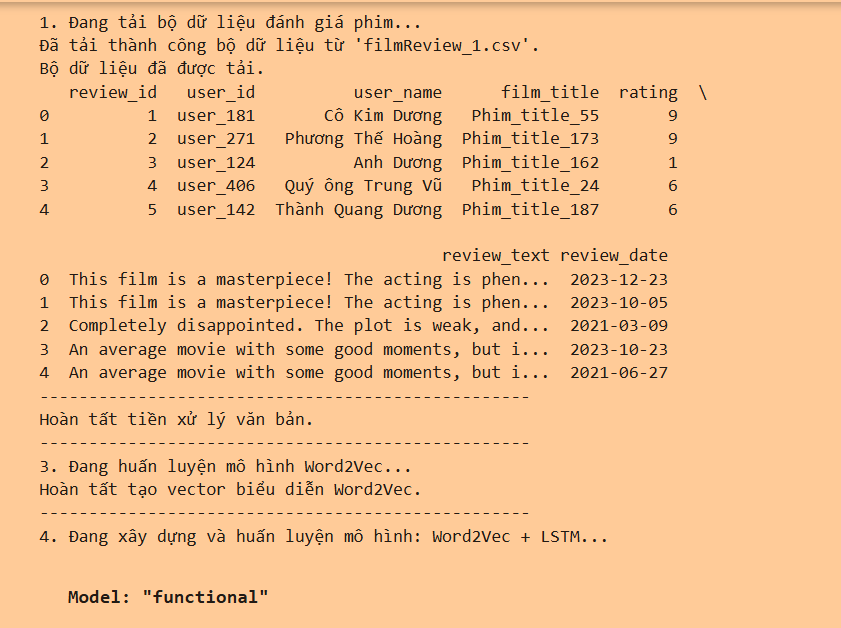 1. Đang tải bộ dữ liệu đánh giá phim...
Đã tải thành công bộ dữ liệu từ 'filmReview_1.csv'.
Bộ dữ liệu đã được tải.
review_id user_id user_name film_title rating \
0 1 user_181 Cô Kim Dương Phim_title_55 9
1 2 user_271 Phương Thế Hoàng Phim_title_173 9
2 3 user_124 Anh Dương Phim_title_162 1
3 4 user_406 Quý ông Trung Vũ Phim_title_24 6
4 5 user_142 Thành Quang Dương Phim_title_187 6
review_text review_date
0 This film is a masterpiece! The acting is phen... 2023-12-23
1 This film is a masterpiece! The acting is phen... 2023-10-05
2 Completely disappointed. The plot is weak, and... 2021-03-09
3 An average movie with some good moments, but i... 2023-10-23
4 An average movie with some good moments, but i... 2021-06-27
--------------------------------------------------
Hoàn tất tiền xử lý văn bản.
--------------------------------------------------
3. Đang huấn luyện mô hình Word2Vec...
Hoàn tất tạo vector biểu diễn Word2Vec.
--------------------------------------------------
4. Đang xây dựng và huấn luyện mô hình: Word2Vec + LSTM...
Model: "functional"